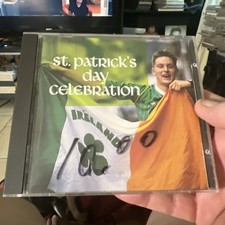 st. patrick's
day
celebration
IRELAND